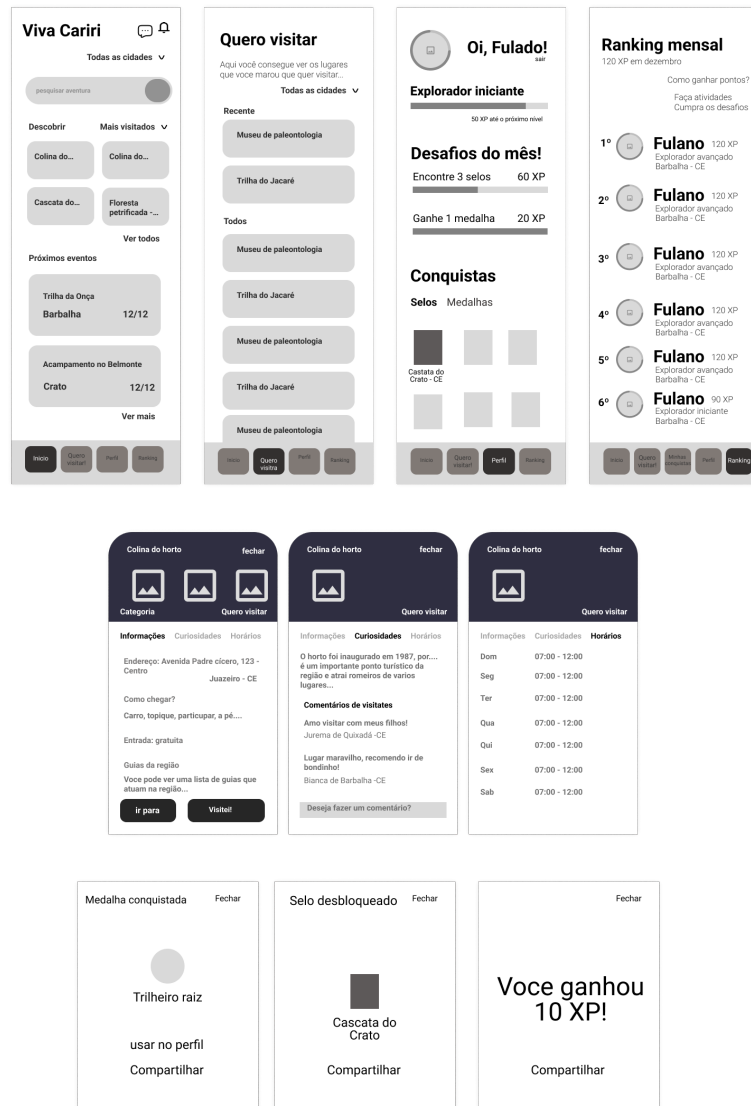 Viva Cariri
Todas as cidades
pesquisar aventura
Descobrir
Mais visitados
Colina do...
Colina do...
Cascata do...
Floresta
petrificada -...
Ver todos
Próximos eventos
Trilha da Onça
Barbalha 12/12
Acampamento no Belmonte
Crato 12/12
Ver mais
Inicio
Quero
visitar!
Perfil
Ranking
Quero visitar
Aqui você consegue ver os lugares
que voce marou que quer visitar...
Todas as cidades
Recente
Museu de paleontologia
Trilha do Jacaré
Todos
Museu de paleontologia
Trilha do Jacaré
Museu de paleontologia
Trilha do Jacaré
Museu de paleontologia
Inicio
Quero
visitra
Perfil
Ranking
Oi, Fulado!
sair
Explorador iniciante
50 XP até o próximo nivel
Desafios do mês!
Encontre 3 selos 60 XP
Ganhe 1 medalha 20 XP
Conquistas
Selos Medalhas
Castata do
Crato - CE
Inicio
Quero
visitar!
Perfil
Ranking
Ranking mensal
120 XP em dezembro
Como ganhar pontos?
Faça atividades
Cumpra os desafios
1º Fulano 120 XP
Explorador avançado
Barbalha - CE
2º Fulano 120 XP
Explorador avançado
Barbalha - CE
3º Fulano 120 XP
Explorador avançado
Barbalha - CE
4º Fulano 120 XP
Explorador avançado
Barbalha - CE
5º Fulano 120 XP
Explorador avançado
Barbalha - CE
6º Fulano 90 XP
Explorador iniciante
Barbalha - CE
Inicio
Quero
visitar!
Minhas
conquistas
Perfil
Ranking
Colina do horto fechar
Categoria Quero visitar
Informações Curiosidades Horários
Endereço: Avenida Padre cícero, 123 -
Centro
Juazeiro - CE
Como chegar?
Carro, topique, particupar, a pé....
Entrada: gratuita
Guias da região
Voce pode ver uma lista de guias que
atuam na região...
ir para Visitei!
Colina do horto fechar
Quero visitar
Informações Curiosidades Horários
O horto foi inaugurado em 1987, por....
é um importante ponto turístico da
região e atrai romeiros de varios
lugares...
Comentários de visitates
Amo visitar com meus filhos!
Jurema de Quixadá -CE
Lugar maravilho, recomendo ir de
bondinho!
Bianca de Barbalha -CE
Deseja fazer um comentário?
Colina do horto fechar
Quero visitar
Informações Curiosidades Horários
Dom 07:00 - 12:00
Seg 07:00 - 12:00
Ter 07:00 - 12:00
Qua 07:00 - 12:00
Qui 07:00 - 12:00
Sex 07:00 - 12:00
Sab 07:00 - 12:00
Medalha conquistada Fechar
Trilheiro raiz
usar no perfil
Compartilhar
Selo desbloqueado Fechar
Cascata do
Crato
Compartilhar
Fechar
Voce ganhou
10 XP!
Compartilhar